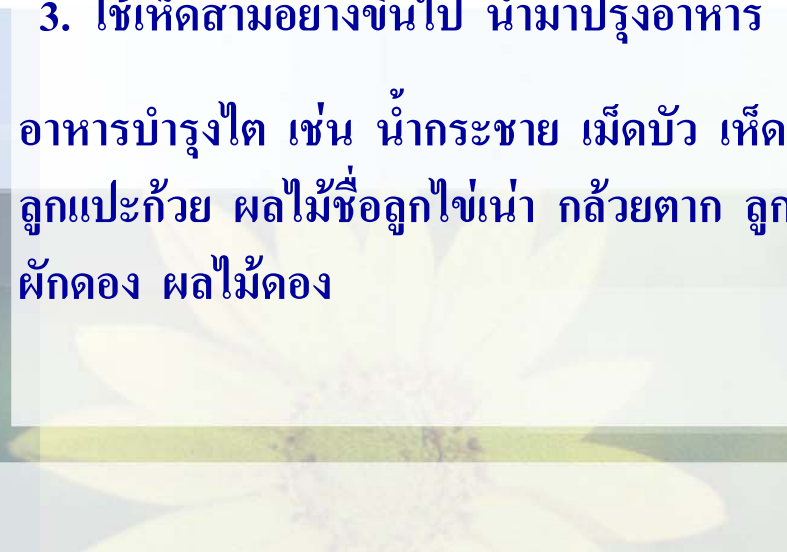 3. ใช้เห็ดสามอย่างขึ้นไป นำมาปรุงอาหาร
อาหารบำรุงไต เช่น น้ำกระชาย เม็ดบัว เห็ด
ลูกแปะก้วย ผลไม้ชื่อลูกไข่เน่า กล้วยตาก ลูก
ผักดอง ผลไม้ดอง